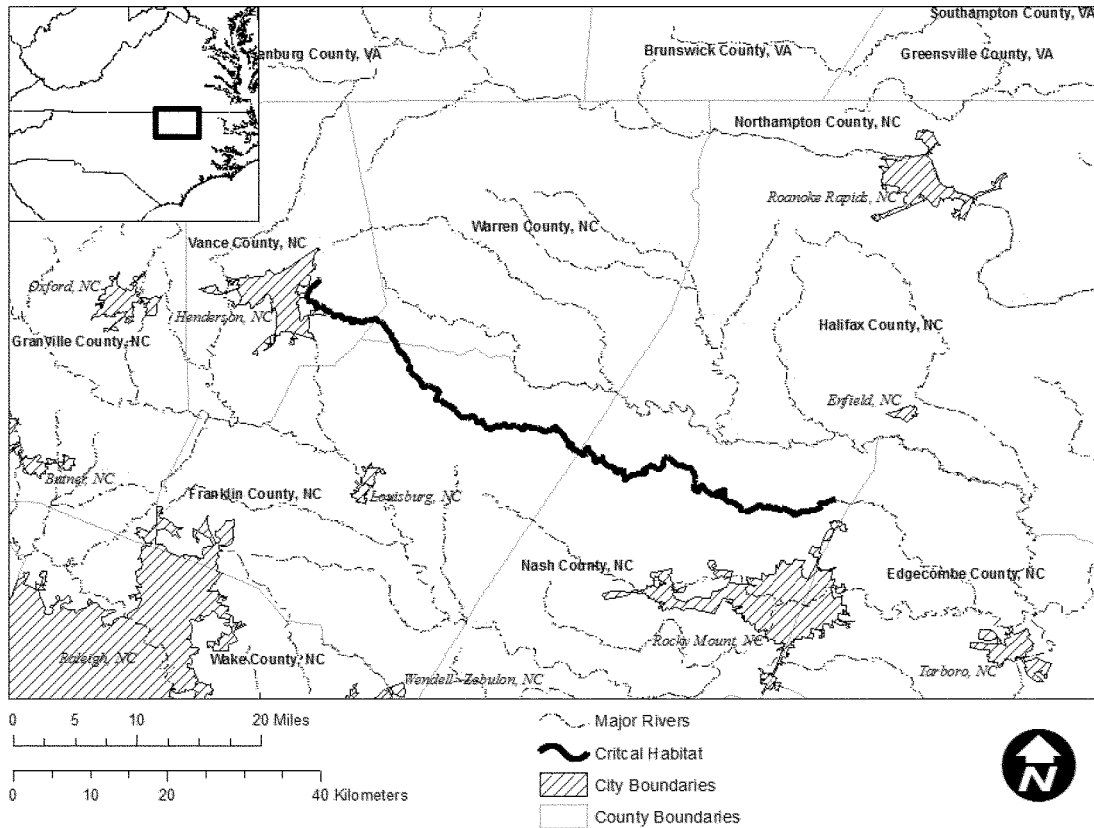 Southampton County, VA
enburg County, VA
Brunswick County, VA
Greensville County, VA
Northampton County, NC
Roanoke Rapids, NC
Warren County, NC
Vance County, NC
Oxford, NC
Henderson, NC
Granville County, NC
Halifax County, NC
Enfield, NC
Butner, NC
Franklin County, NC
Louisburg, NC
Nash County, NC
Edgecombe County, NC
Rocky Mount, NC
Raleigh, NC
Wake County, NC
Wendell--Zebulon, NC
Tarboro, NC
0 5 10 20 Miles
0 10 20 40 Kilometers
Major Rivers
Critcal Habitat
City Boundaries
County Boundaries
N